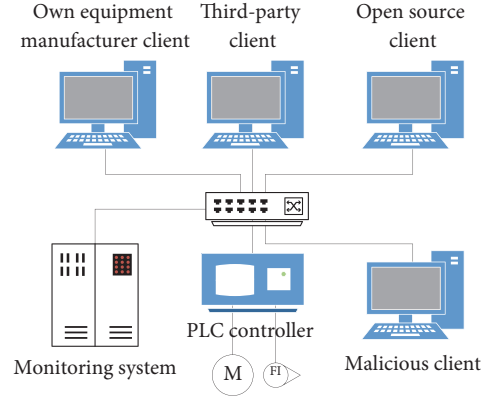 Own equipment
manufacturer client
Third-party
client
Open source
client
PLC controller
Monitoring system
M
FI
Malicious client